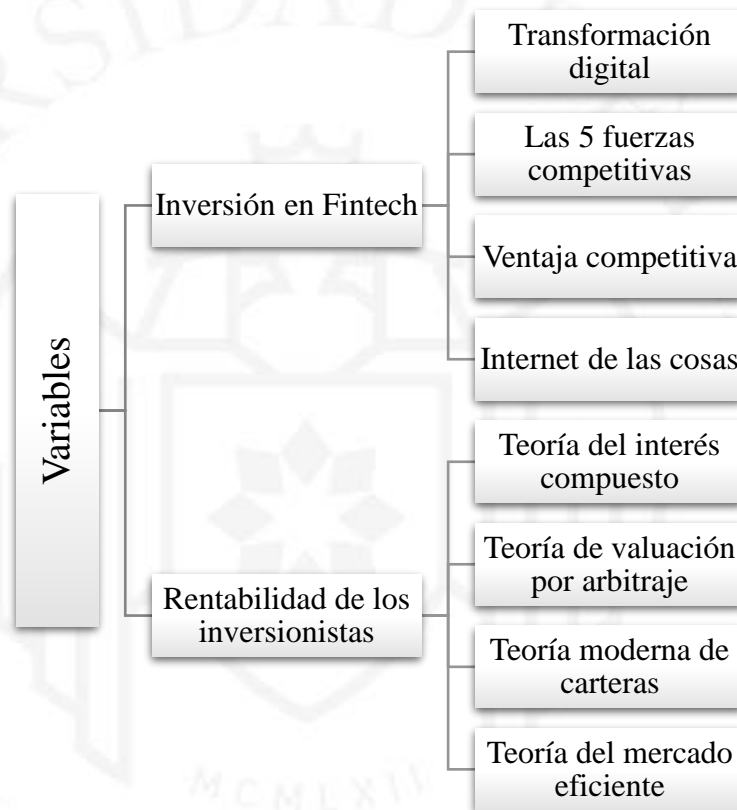 Variables
Inversión en Fintech
Transformación
digital
Las 5 fuerzas
competitivas
Ventaja competitiva
Internet de las cosas
Rentabilidad de los
inversionistas
Teoría del interés
compuesto
Teoría de valuación
por arbitraje
Teoría moderna de
carteras
Teoría del mercado
eficiente